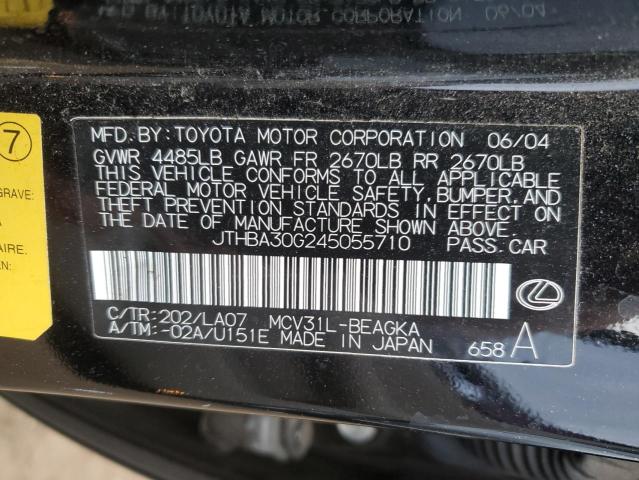 MFD. BY: TOYOTA MOTOR CORPORATION 06/04
GVWR 4485LB GAWR FR 2670LB RR 2670LB
THIS VEHICLE CONFORMS TO ALL APPLICABLE
FEDERAL MOTOR VEHICLE SAFETY, BUMPER, AND
THEFT PREVENTION STANDARDS IN EFFECT ON
THE DATE OF MANUFACTURE SHOWN ABOVE.
JTHBA30G245055710 PASS. CAR
C/TR: 202/LA07 MCV31L-BEAGKA
A/TM: -02A/U151E MADE IN JAPAN 658 A
7
GRAVE:
AIRE.
N: